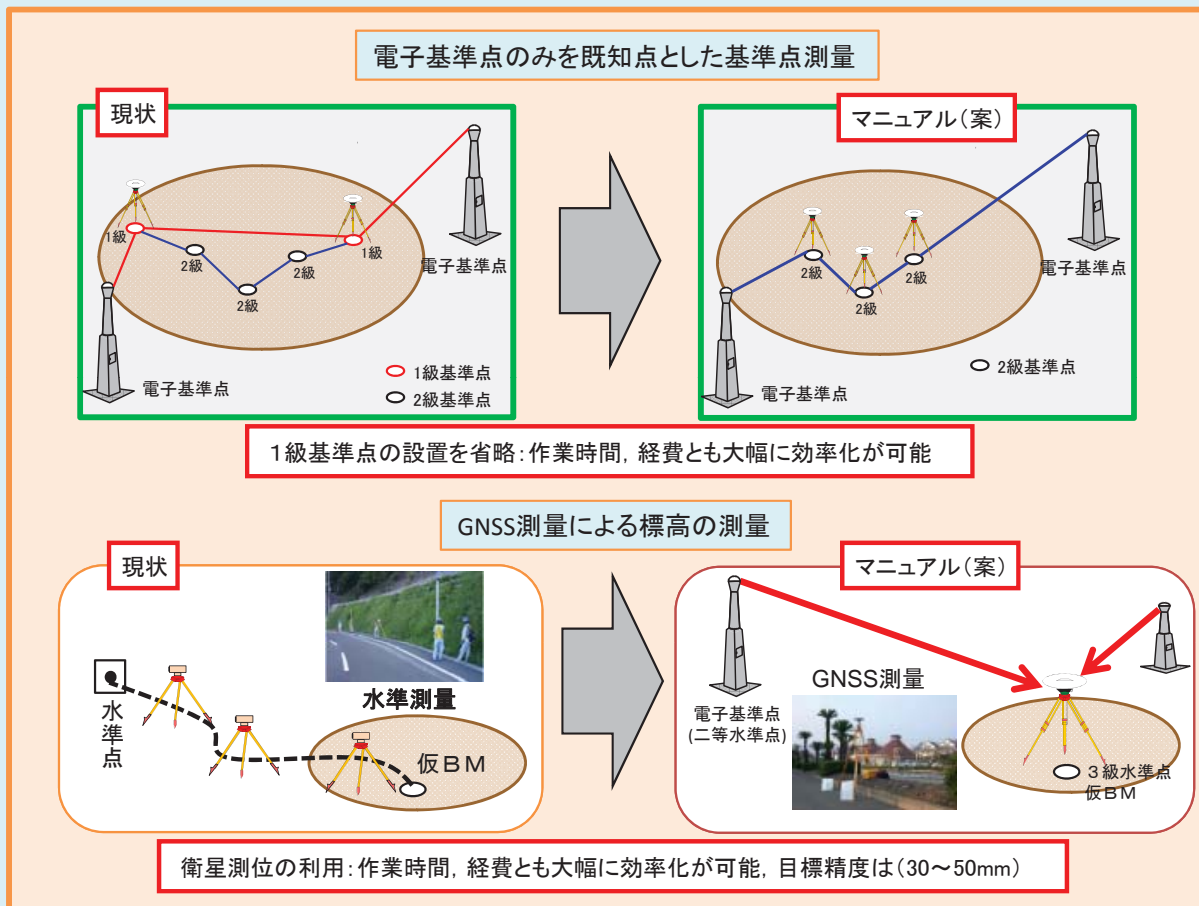 電子基準点のみを既知点とした基準点測量
現状
1級
2級
2級
2級
1級
電子基準点
電子基準点
1級基準点
2級基準点
マニュアル（案）
2級
2級
2級
電子基準点
電子基準点
2級基準点
1級基準点の設置を省略：作業時間，経費とも大幅に効率化が可能
GNSS測量による標高の測量
現状
水準点
水準測量
仮ＢＭ
マニュアル（案）
GNSS測量
電子基準点
(二等水準点)
３級水準点
仮ＢＭ
衛星測位の利用：作業時間，経費とも大幅に効率化が可能，目標精度は（30～50mm）